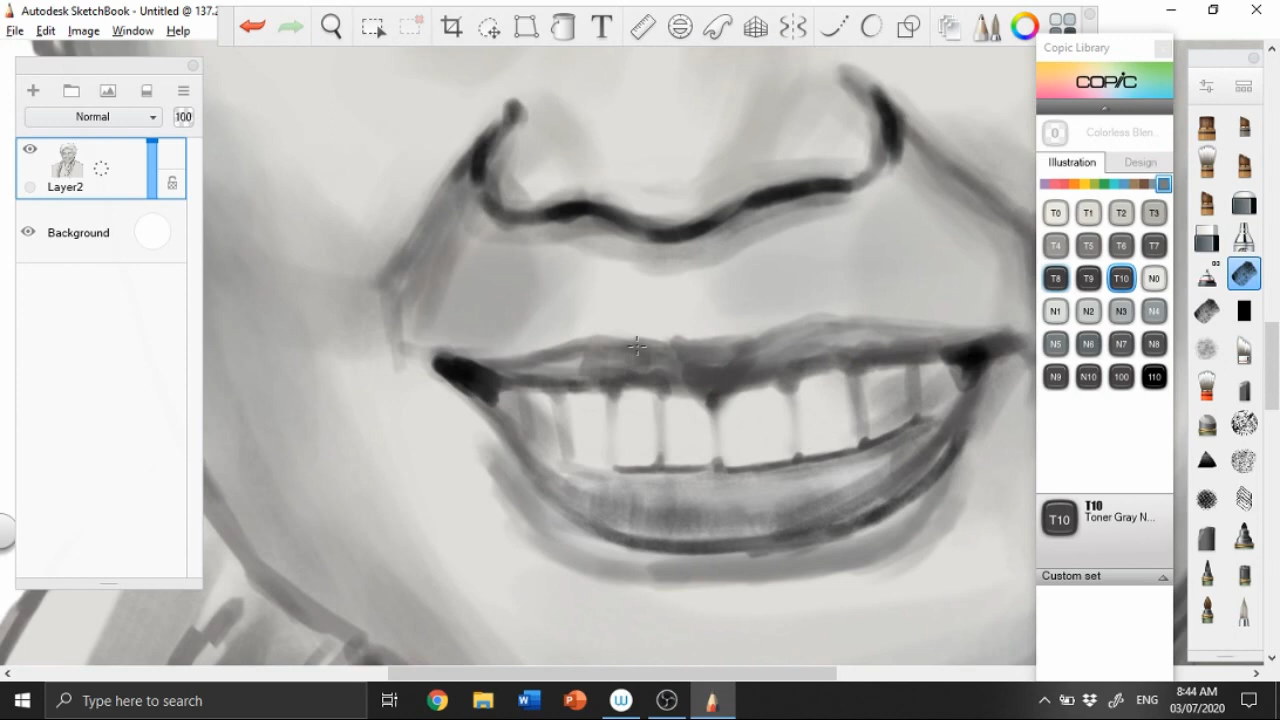 Autodesk SketchBook - Untitled @ 137.2
File Edit Image Window Help
T
Normal 100
Layer2
Background
Copic Library
COPIC
0 Colorless Blen...
Illustration Design
T0 T1 T2 T3
T4 T5 T6 T7
T8 T9 T10 N0
N1 N2 N3 N4
N5 N6 N7 N8
N9 N10 100 110
T10
T10
Toner Gray N...
Custom set
Type here to search
ENG
8:44 AM
03/07/2020